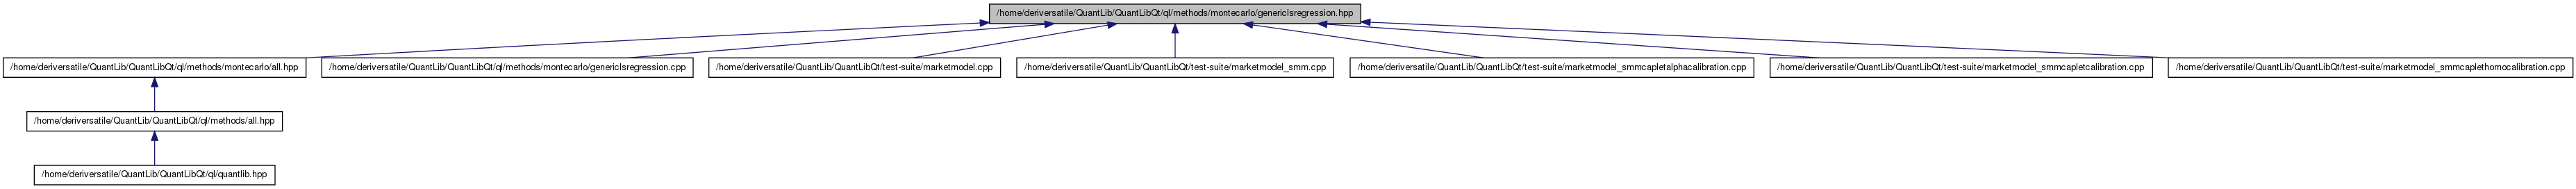 /home/deriversatile/QuantLib/QuantLibQt/ql/methods/montecarlo/genericlsregression.hpp
/home/deriversatile/QuantLib/QuantLibQt/ql/methods/montecarlo/all.hpp
/home/deriversatile/QuantLib/QuantLibQt/ql/methods/montecarlo/genericlsregression.cpp
/home/deriversatile/QuantLib/QuantLibQt/test-suite/marketmodel.cpp
/home/deriversatile/QuantLib/QuantLibQt/test-suite/marketmodel_smm.cpp
/home/deriversatile/QuantLib/QuantLibQt/test-suite/marketmodel_smmcapletalphacalibration.cpp
/home/deriversatile/QuantLib/QuantLibQt/test-suite/marketmodel_smmcapletcalibration.cpp
/home/deriversatile/QuantLib/QuantLibQt/test-suite/marketmodel_smmcaplethomocalibration.cpp
/home/deriversatile/QuantLib/QuantLibQt/ql/methods/all.hpp
/home/deriversatile/QuantLib/QuantLibQt/ql/quantlib.hpp